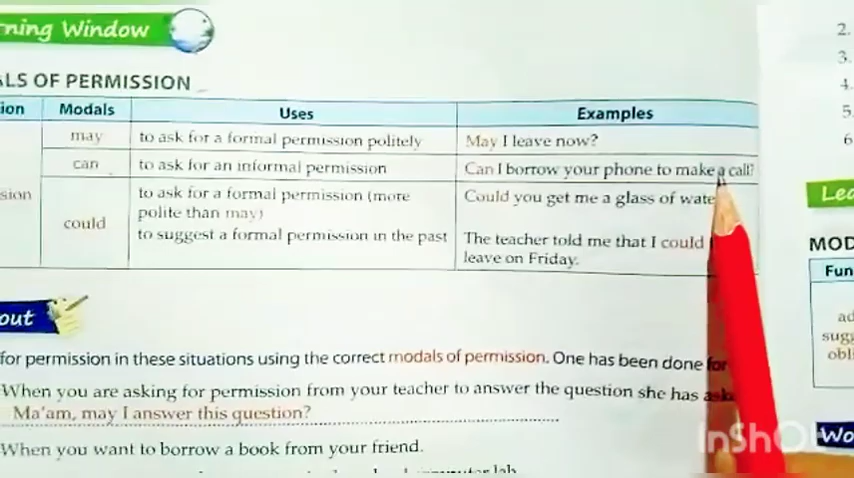 rning Window
ALS OF PERMISSION
ion Modals Uses Examples
may to ask for a formal permission politely May I leave now?
can to ask for an informal permission Can I borrow your phone to make a call?
sion
could
to ask for a formal permission (more Could you get me a glass of wate
polite than may)
to suggest a formal permission in the past The teacher told me that I could
leave on Friday.
out
for permission in these situations using the correct modals of permission. One has been done for
When you are asking for permission from your teacher to answer the question she has ask
Ma'am, may I answer this question?
When you want to borrow a book from your friend.
lab
2.
3.
4.
5.
6
Lea
MOD
Fun
ad
sugg
obli
Wo
InShOt